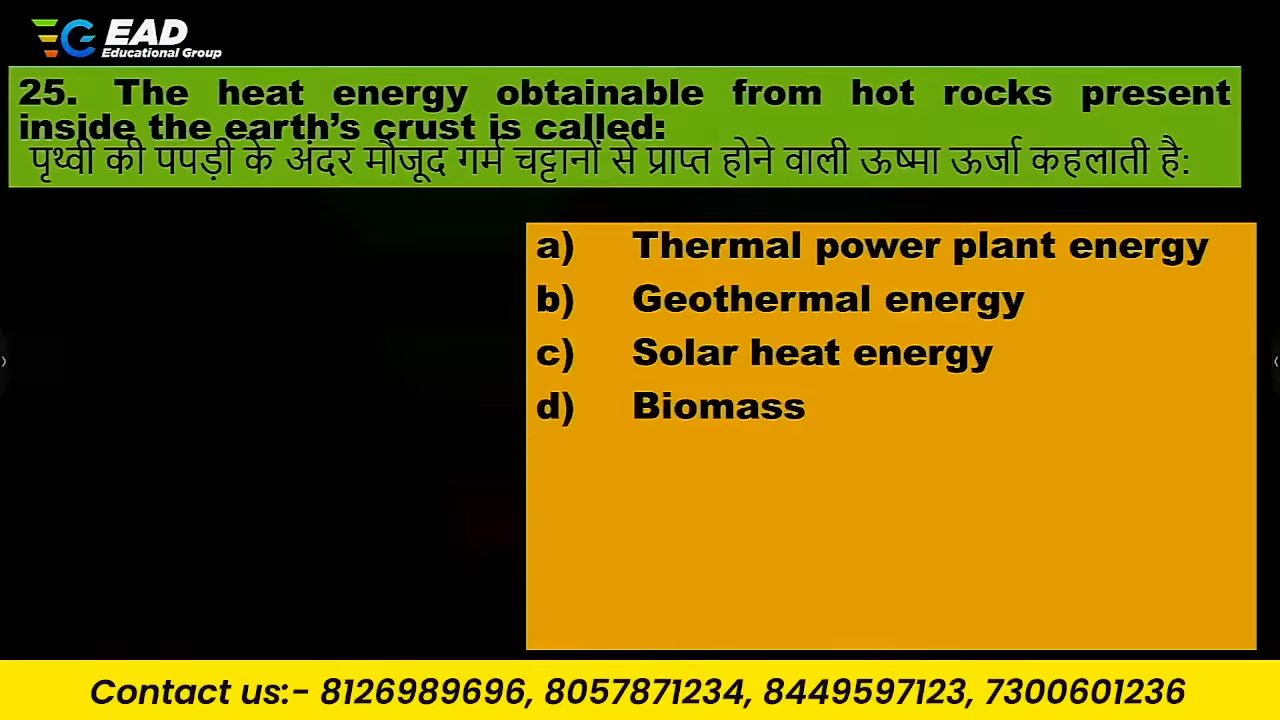 EAD
Educational Group
25. The heat energy obtainable from hot rocks present
inside the earth’s crust is called:
पृथ्वी की पपड़ी के अंदर मौजूद गर्म चट्टानों से प्राप्त होने वाली ऊष्मा ऊर्जा कहलाती है:
a) Thermal power plant energy
b) Geothermal energy
c) Solar heat energy
d) Biomass
Contact us:- 8126989696, 8057871234, 8449597123, 7300601236